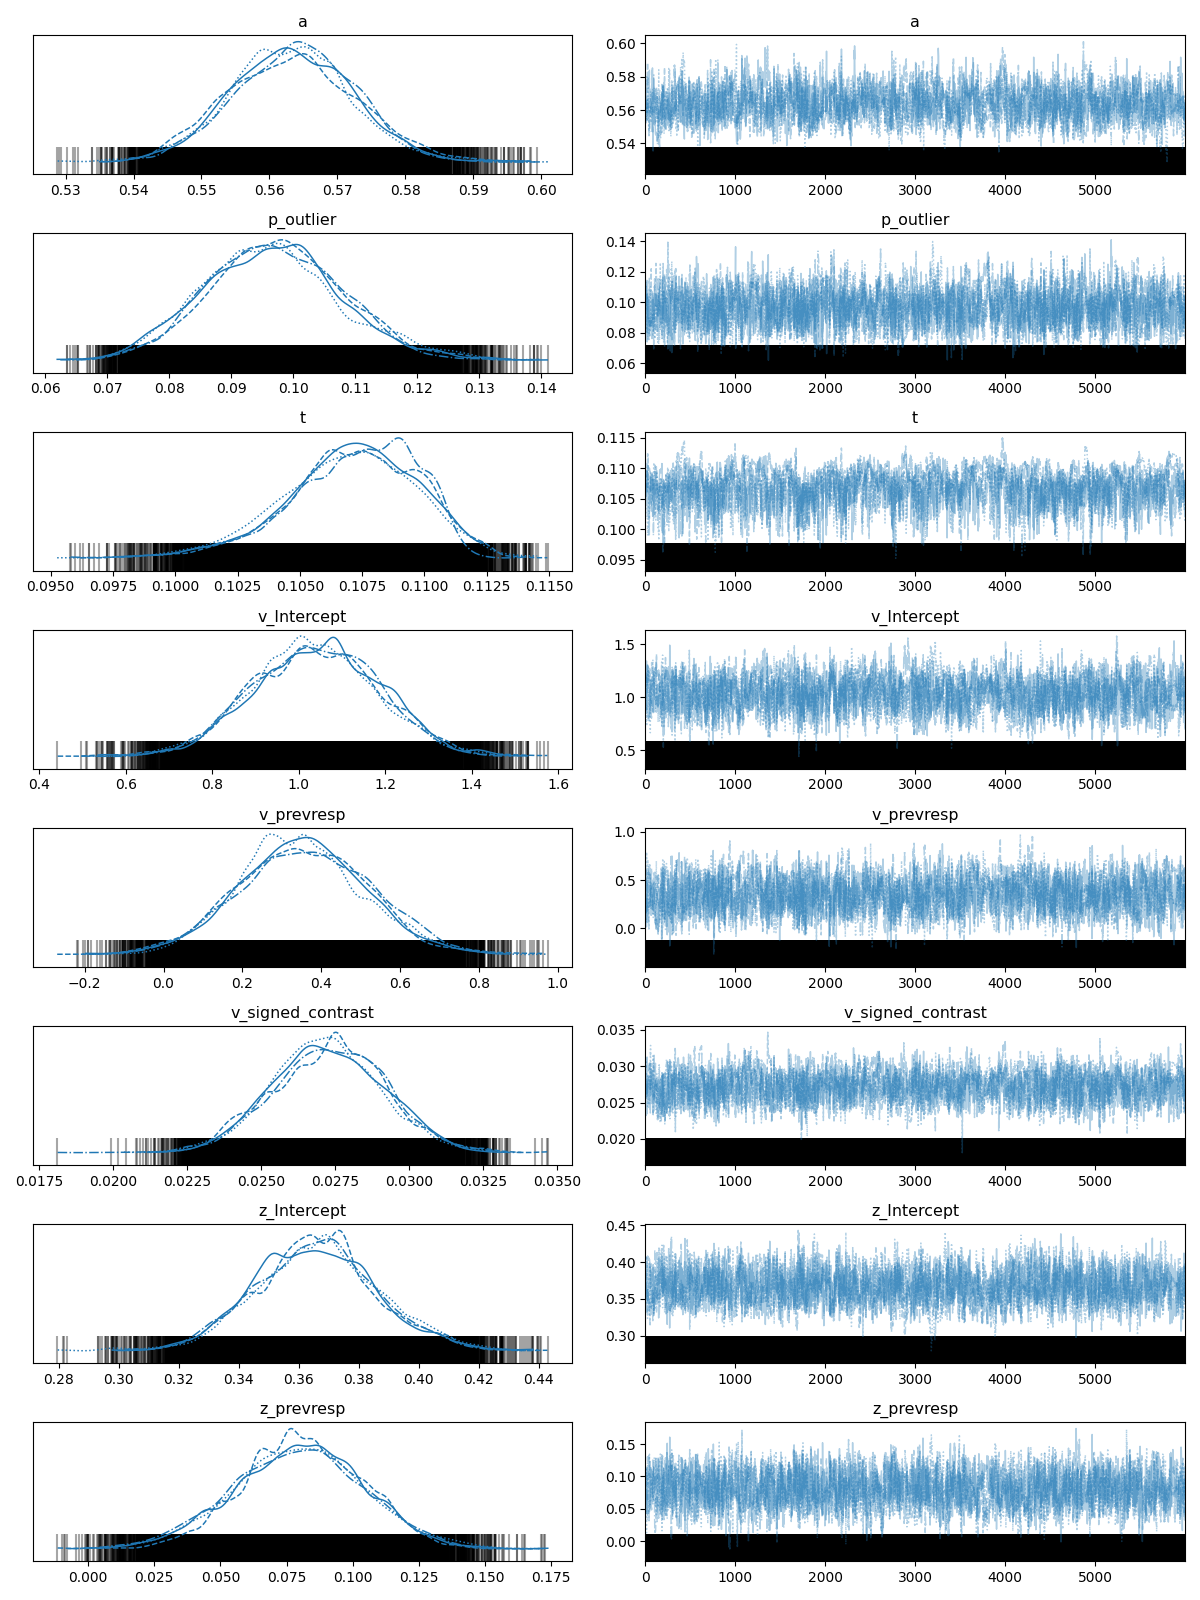 a a
0.60
0.58
0.56
0.54
0.53 0.54 0.55 0.56 0.57 0.58 0.59 0.60 0 1000 2000 3000 4000 5000
p_outlier p_outlier
0.14
0.12
0.10
0.08
0.06
0.06 0.07 0.08 0.09 0.10 0.11 0.12 0.13 0.14 0 1000 2000 3000 4000 5000
t t
0.115
0.110
0.105
0.100
0.095
0.0950 0.0975 0.1000 0.1025 0.1050 0.1075 0.1100 0.1125 0.1150 0 1000 2000 3000 4000 5000
v_Intercept v_Intercept
1.5
1.0
0.5
0.4 0.6 0.8 1.0 1.2 1.4 1.6 0 1000 2000 3000 4000 5000
v_prevresp v_prevresp
1.0
0.5
0.0
−0.2 0.0 0.2 0.4 0.6 0.8 1.0 0 1000 2000 3000 4000 5000
v_signed_contrast v_signed_contrast
0.035
0.030
0.025
0.020
0.0175 0.0200 0.0225 0.0250 0.0275 0.0300 0.0325 0.0350 0 1000 2000 3000 4000 5000
z_Intercept z_Intercept
0.45
0.40
0.35
0.30
0.28 0.30 0.32 0.34 0.36 0.38 0.40 0.42 0.44 0 1000 2000 3000 4000 5000
z_prevresp z_prevresp
0.15
0.10
0.05
0.00
0.000 0.025 0.050 0.075 0.100 0.125 0.150 0.175 0 1000 2000 3000 4000 5000